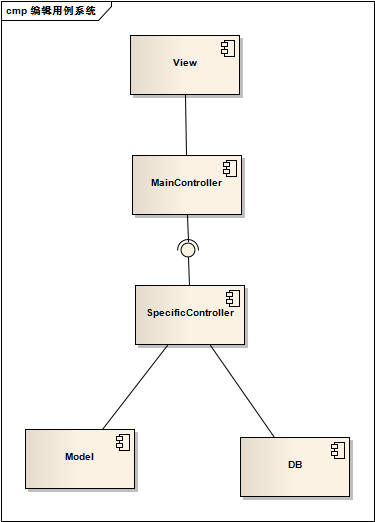 cmp 编辑用例系统
View
MainController
SpecificController
Model
DB